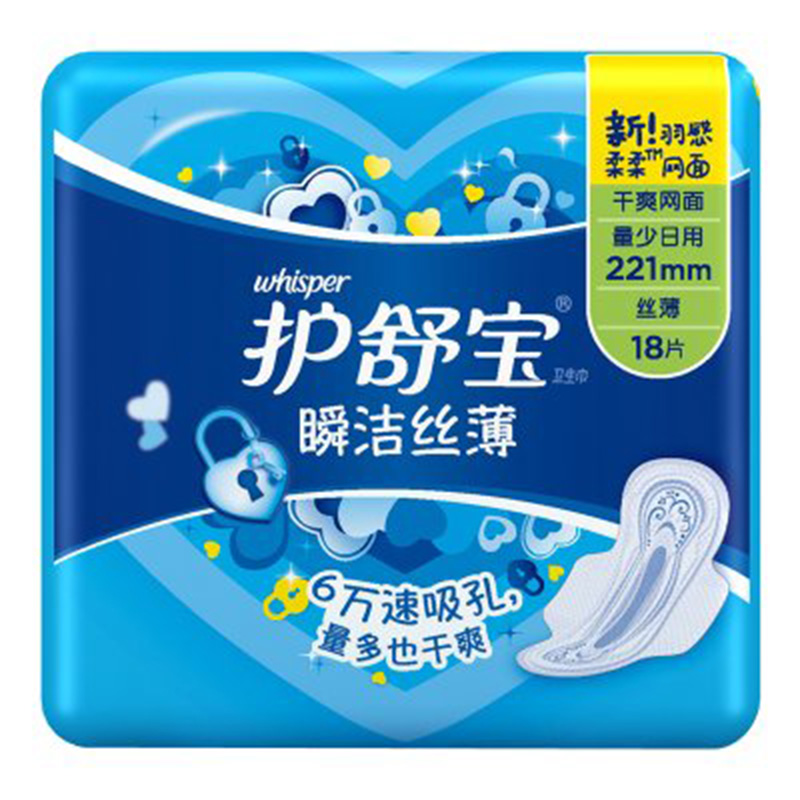 新!羽感
柔柔™网面
干爽网面
量少日用
221mm
丝薄
18片
whisper
护舒宝®
卫生巾
瞬洁丝薄
6万速吸孔,
量多也干爽